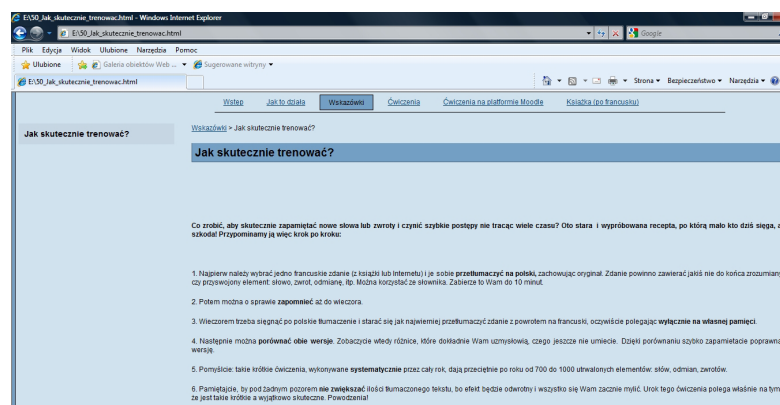 E:\50_Jak_skutecznie_trenowac.html - Windows Internet Explorer
E:\50_Jak_skutecznie_trenowac.html
Google
Plik Edycja Widok Ulubione Narzędzia Pomoc
Ulubione Galeria obiektów Web ... Sugerowane witryny
E:\50_Jak_skutecznie_trenowac.html Strona Bezpieczeństwo Narzędzia
Wstęp Jak to działa Wskazówki Ćwiczenia Ćwiczenia na platformie Moodle Książka (po francusku)
Jak skutecznie trenować?
Wskazówki > Jak skutecznie trenować?
Jak skutecznie trenować?
Co zrobić, aby skutecznie zapamiętać nowe słowa lub zwroty i czynić szybkie postępy nie tracąc wiele czasu? Oto stara i wypróbowana recepta, po którą mało kto dziś sięga, a
szkoda! Przypominamy ją więc krok po kroku:
1. Najpierw należy wybrać jedno francuskie zdanie (z książki lub Internetu) i je sobie przetłumaczyć na polski, zachowując oryginał. Zdanie powinno zawierać jakiś nie do końca zrozumiany
czy przyswojony element: słowo, zwrot, odmianę, itp. Można korzystać ze słownika. Zabierze to Wam do 10 minut.
2. Potem można o sprawie zapomnieć aż do wieczora.
3. Wieczorem trzeba sięgnąć po polskie tłumaczenie i starać się jak najwierniej przetłumaczyć zdanie z powrotem na francuski, oczywiście polegając wyłącznie na własnej pamięci.
4. Następnie można porównać obie wersje. Zobaczycie wtedy różnice, które dokładnie Wam uzmysłowią, czego jeszcze nie umiecie. Dzięki porównaniu szybko zapamiętacie poprawną
wersję.
5. Pomyślcie: takie krótkie ćwiczenia, wykonywane systematycznie przez cały rok, dają przeciętnie po roku od 700 do 1000 utrwalonych elementów: słów, odmian, zwrotów.
6. Pamiętajcie, by pod żadnym pozorem nie zwiększać ilości tłumaczonego tekstu, bo efekt będzie odwrotny i wszystko się Wam zacznie mylić. Urok tego ćwiczenia polega właśnie na tym,
że jest takie krótkie a wyjątkowo skuteczne. Powodzenia!